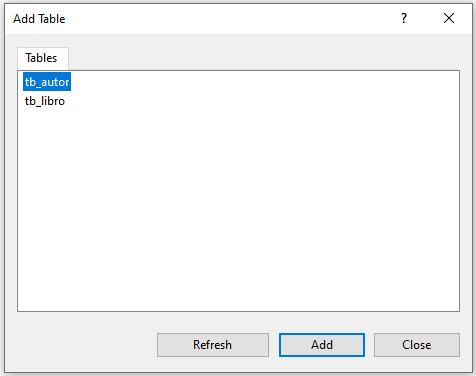 Add Table
?
Tables
tb_autor
tb_libro
Refresh
Add
Close